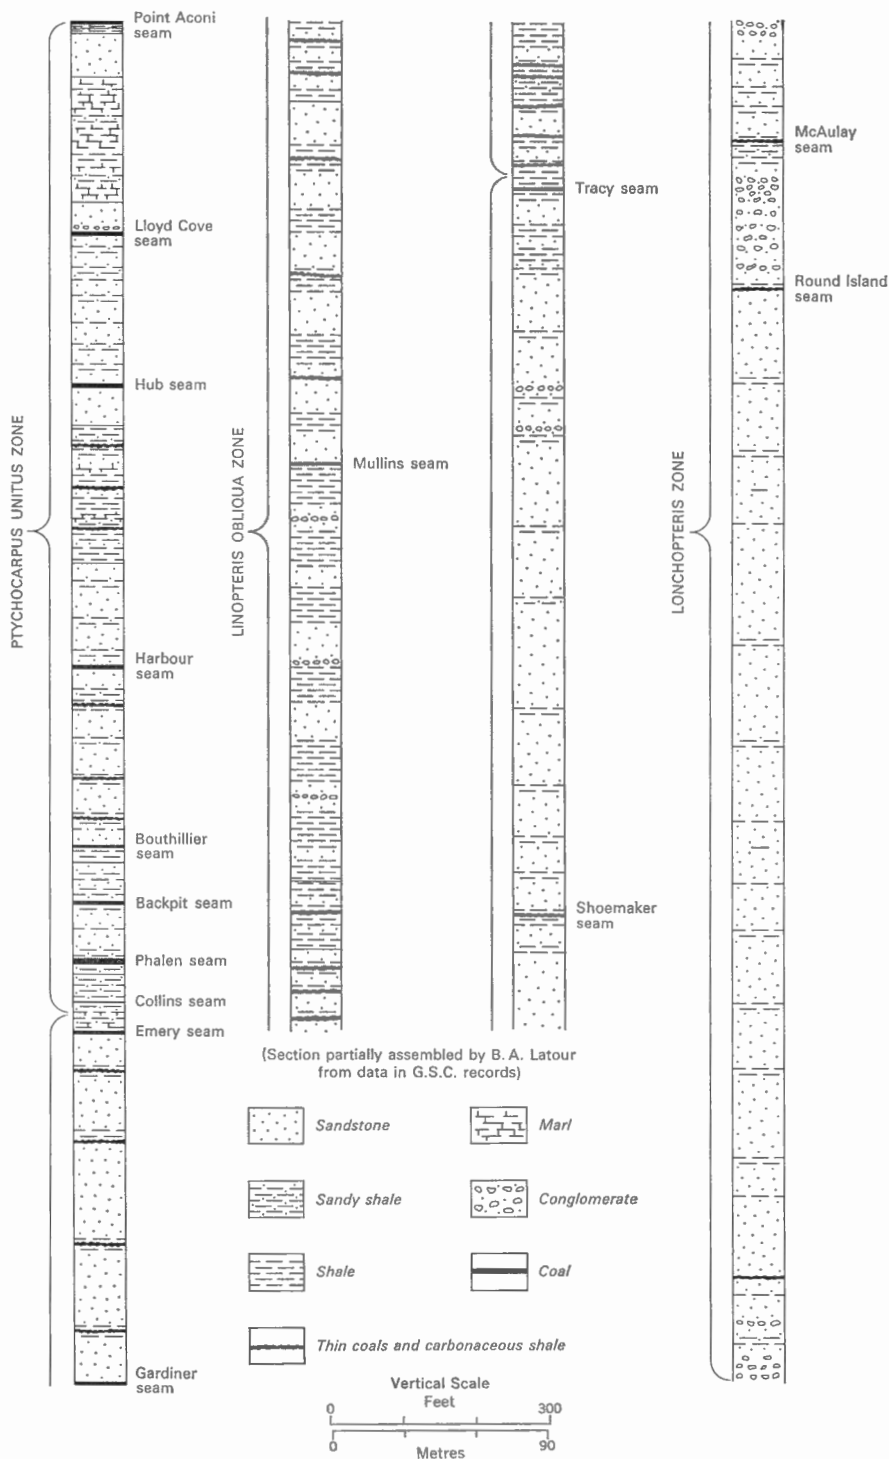 Point Aconi
seam
Lloyd Cove
seam
Hub seam
PTYCHOCARPUS UNITUS ZONE
Harbour
seam
Bouthillier
seam
Backpit seam
Phalen seam
Collins seam
Emery seam
Gardiner
seam
LINOPTERIS OBLIQUA ZONE
Mullins seam
Tracy seam
Shoemaker
seam
LONCHOPTERIS ZONE
McAulay
seam
Round Island
seam
(Section partially assembled by B. A. Latour
from data in G.S.C. records)
Sandstone
Marl
Sandy shale
Conglomerate
Shale
Coal
Thin coals and carbonaceous shale
Vertical Scale
Feet
0 300
0 90
Metres